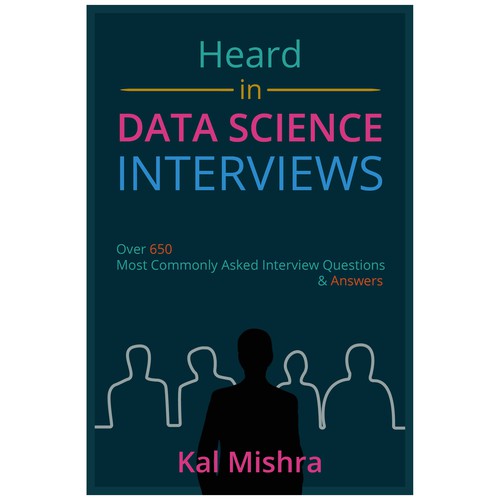 Heard
in
DATA SCIENCE
INTERVIEWS
Over 650
Most Commonly Asked Interview Questions
& Answers
Kal Mishra